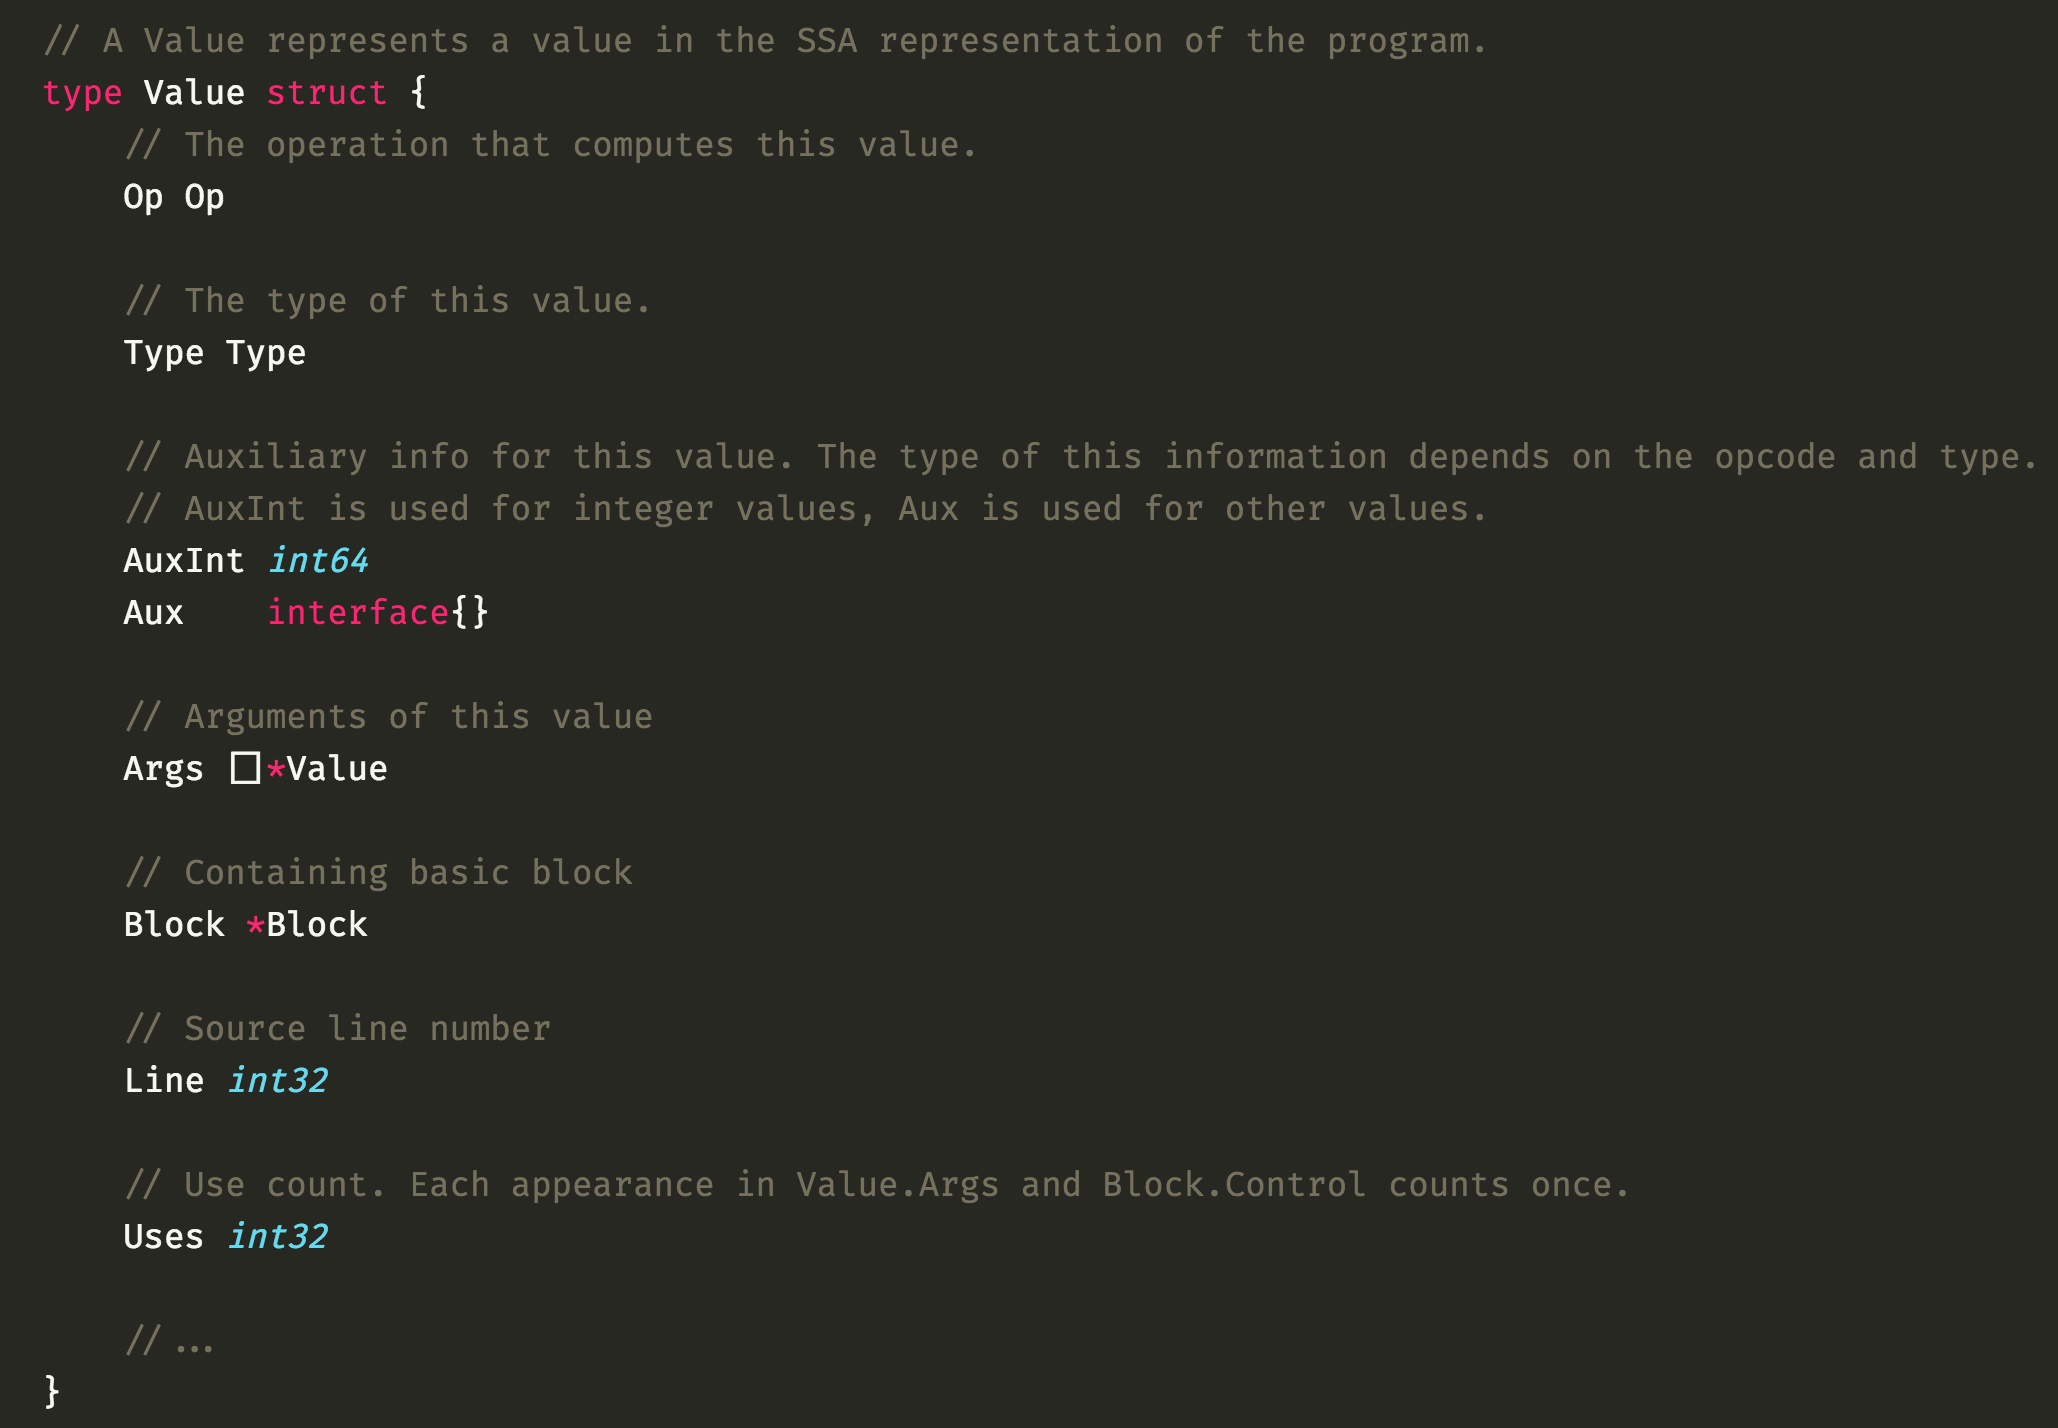 // A Value represents a value in the SSA representation of the program.
type Value struct {
    // The operation that computes this value.
    Op Op

    // The type of this value.
    Type Type

    // Auxiliary info for this value. The type of this information depends on the opcode and type.
    // AuxInt is used for integer values, Aux is used for other values.
    AuxInt int64
    Aux    interface{}

    // Arguments of this value
    Args []*Value

    // Containing basic block
    Block *Block

    // Source line number
    Line int32

    // Use count. Each appearance in Value.Args and Block.Control counts once.
    Uses int32

    //...
}